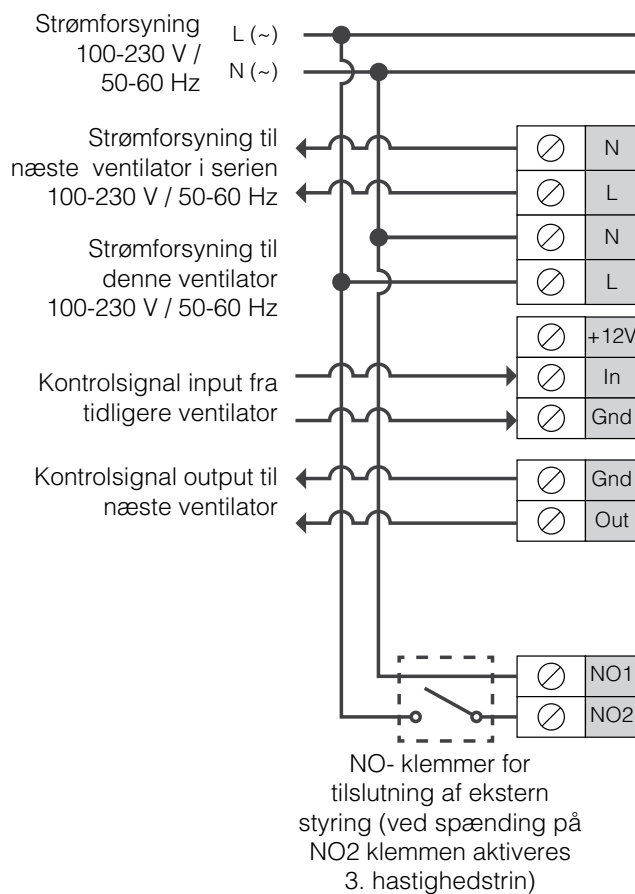 Strømforsyning
100-230 V /
50-60 Hz
L (~)
N (~)
Strømforsyning til
næste ventilator i serien
100-230 V / 50-60 Hz
N
L
Strømforsyning til
denne ventilator
100-230 V / 50-60 Hz
N
L
+12V
Kontrolsignal input fra
tidligere ventilator
In
Gnd
Kontrolsignal output til
næste ventilator
Gnd
Out
NO1
NO2
NO- klemmer for
tilslutning af ekstern
styring (ved spænding på
NO2 klemmen aktiveres
3. hastighedstrin)